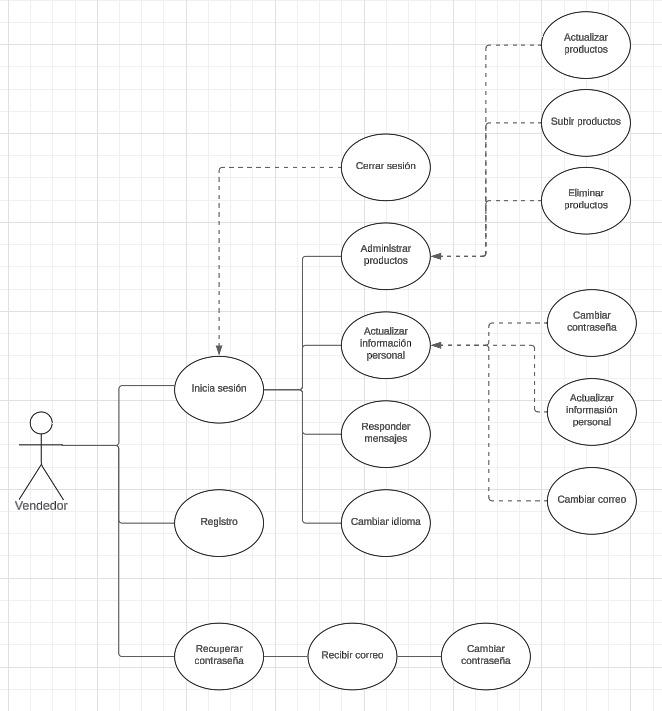 Actualizar
productos
Subir productos
Eliminar
productos
Cerrar sesión
Administrar
productos
Actualizar
información
personal
Cambiar
contraseña
Inicia sesión
Actualizar
informasión
personal
Responder
mensajes
Vendedor
Cambiar correo
Registro
Cambiar idioma
Recuperar
contraseña
Recibir correo
Cambiar
contraseña